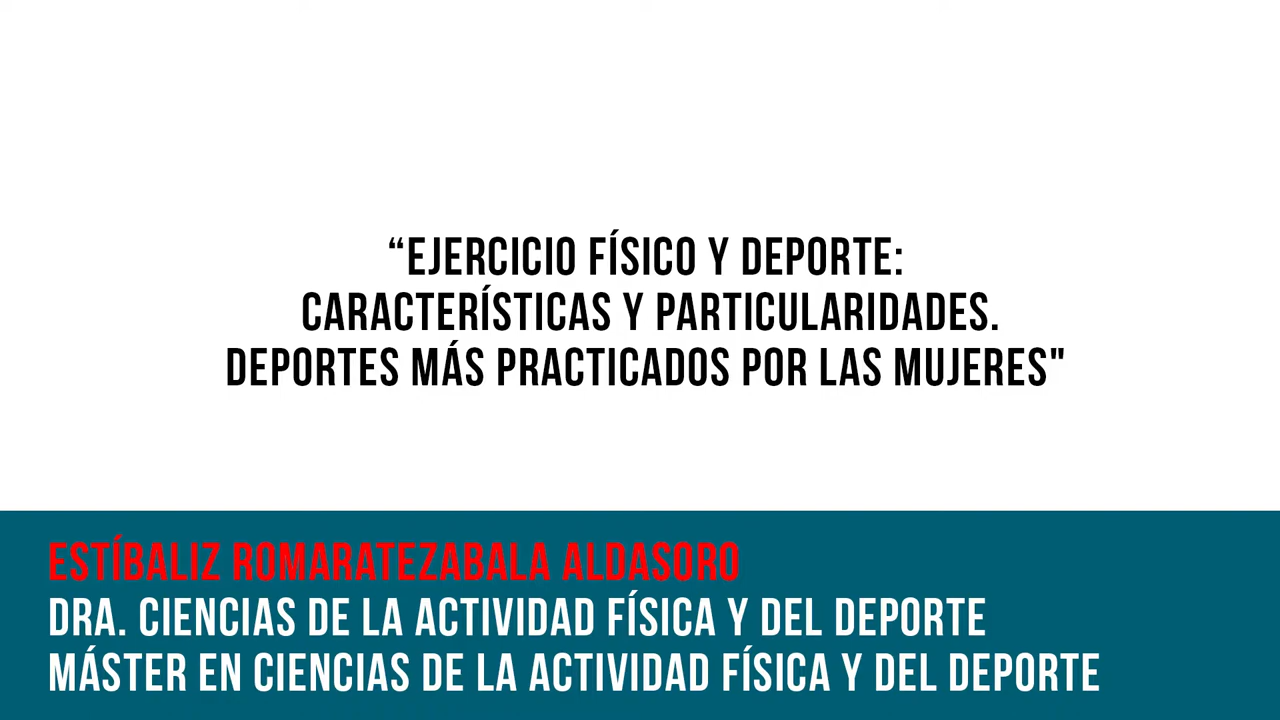 “EJERCICIO FÍSICO Y DEPORTE:
CARACTERÍSTICAS Y PARTICULARIDADES.
DEPORTES MÁS PRACTICADOS POR LAS MUJERES"
ESTÍBALIZ ROMARATEZABALA ALDASORO
DRA. CIENCIAS DE LA ACTIVIDAD FÍSICA Y DEL DEPORTE
MÁSTER EN CIENCIAS DE LA ACTIVIDAD FÍSICA Y DEL DEPORTE